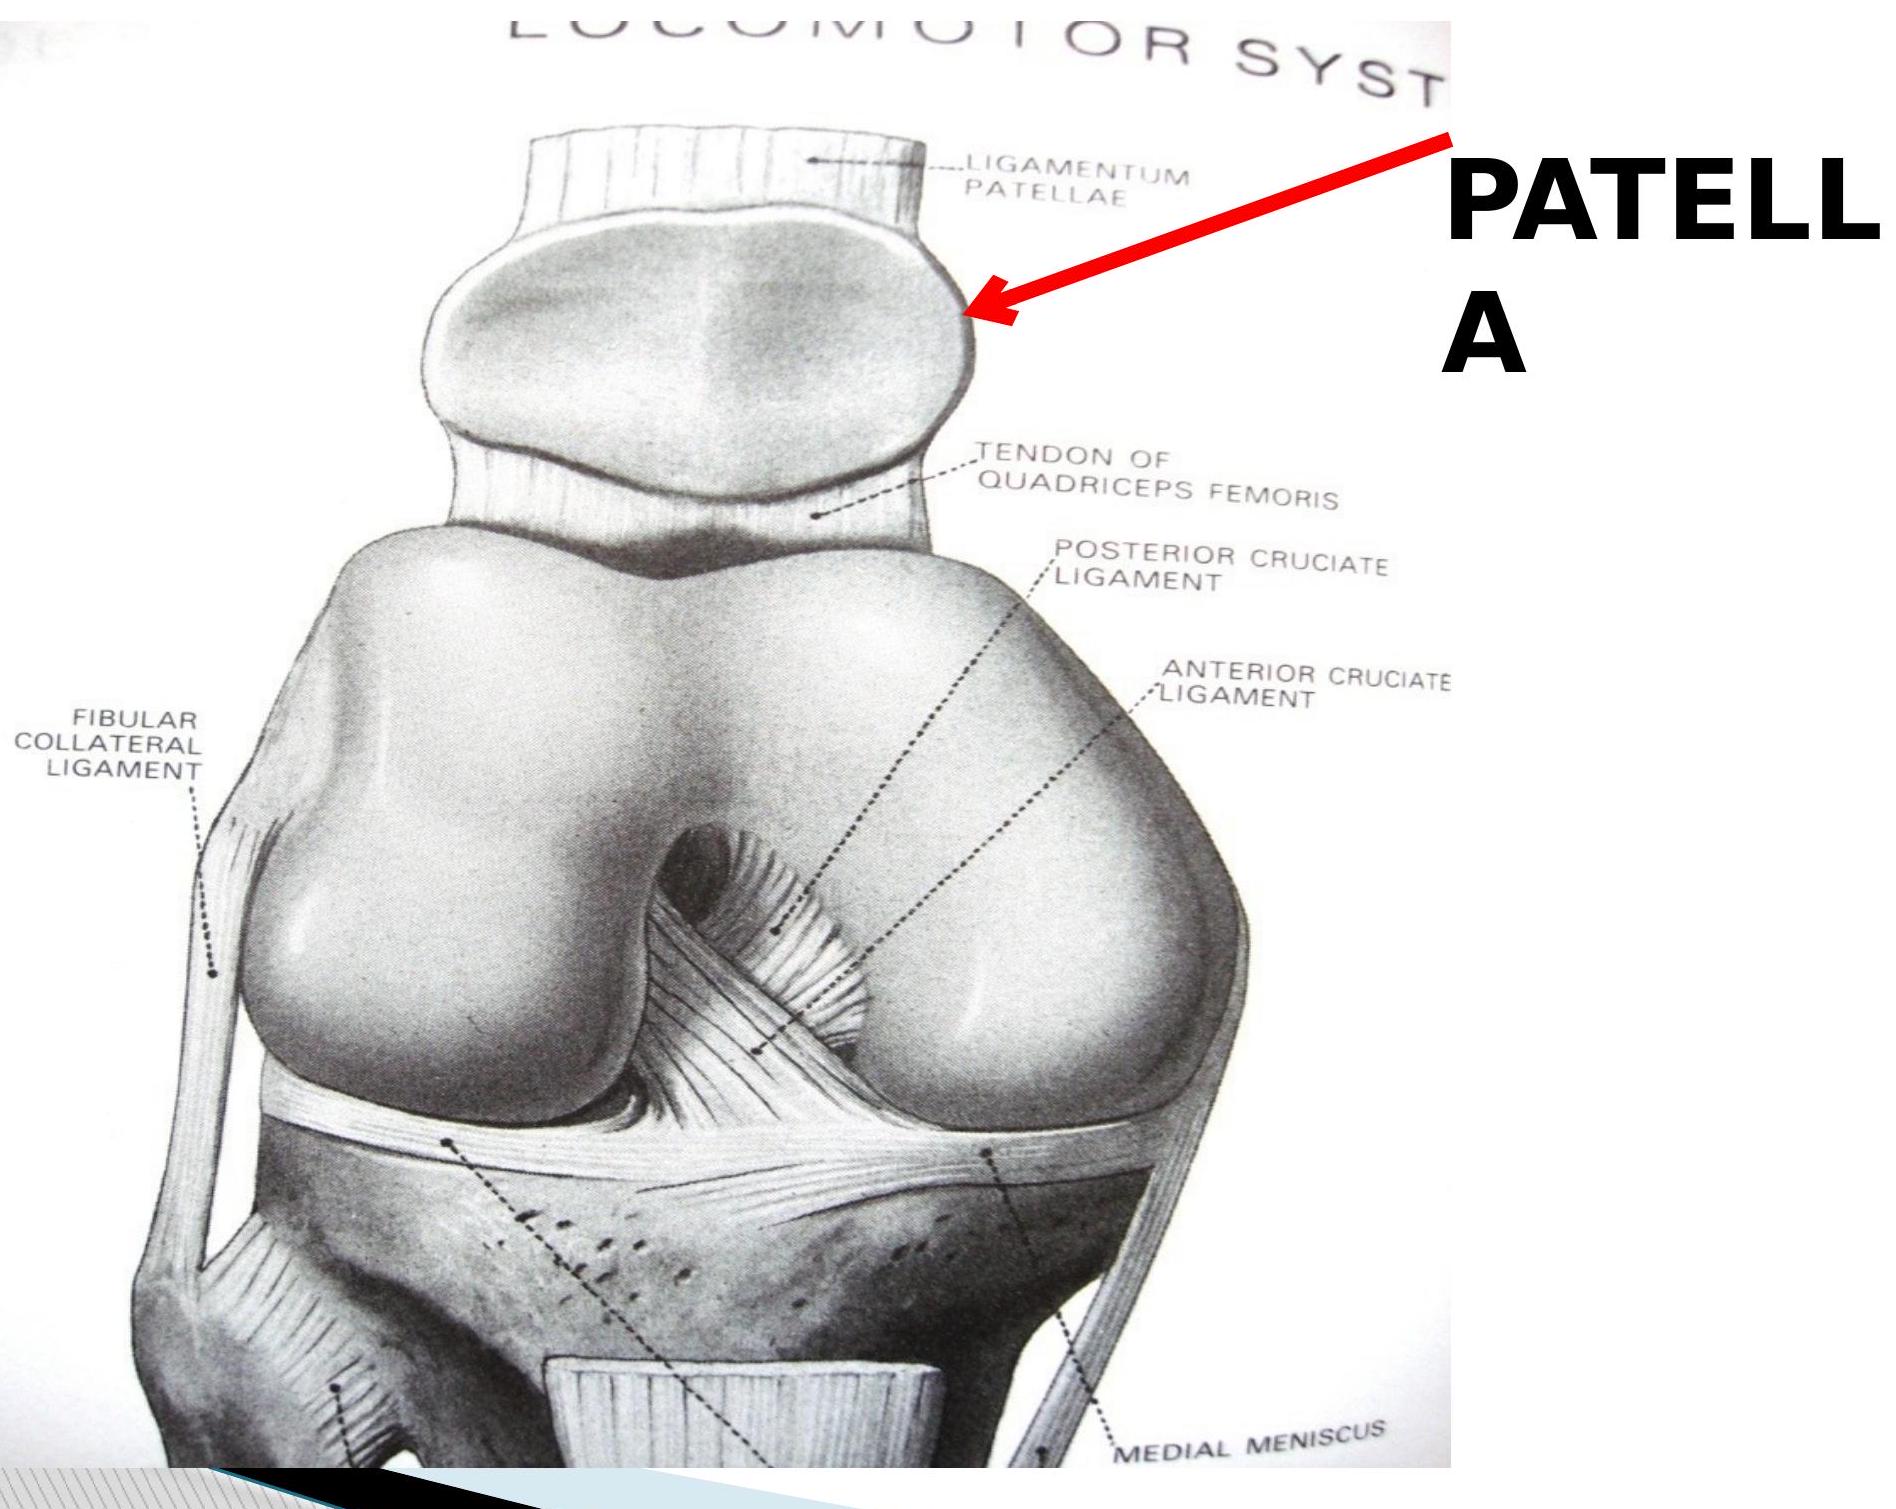 LOCOMOTOR SYST
LIGAMENTUM
PATELLAE
PATELL
A
TENDON OF
QUADRICEPS FEMORIS
POSTERIOR CRUCIATE
LIGAMENT
ANTERIOR CRUCIATE
LIGAMENT
FIBULAR
COLLATERAL
LIGAMENT
MEDIAL MENISCUS